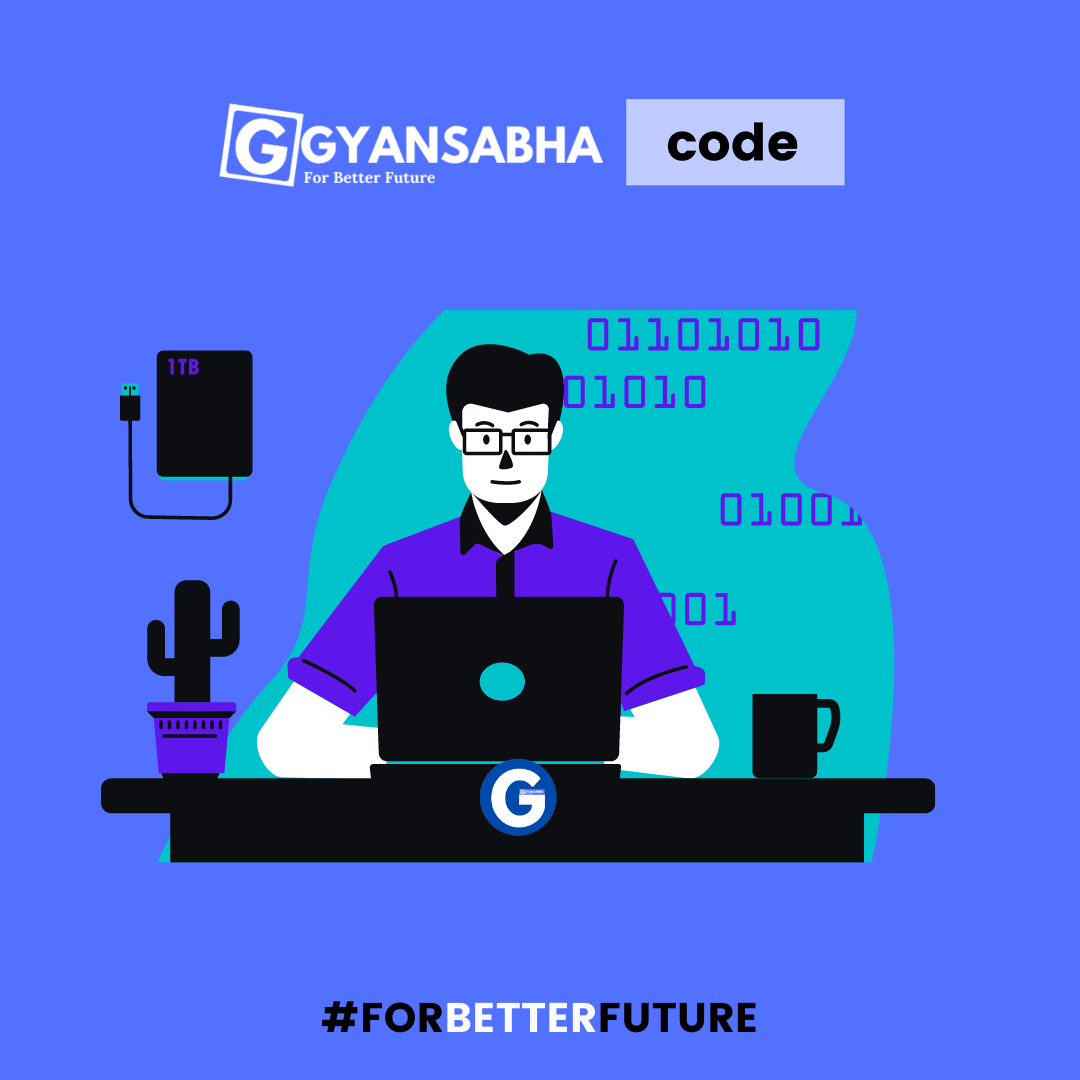 G GYANSABHA
For Better Future
code
01101010
01010
1TB
01001
001
G
#FORBETTERFUTURE